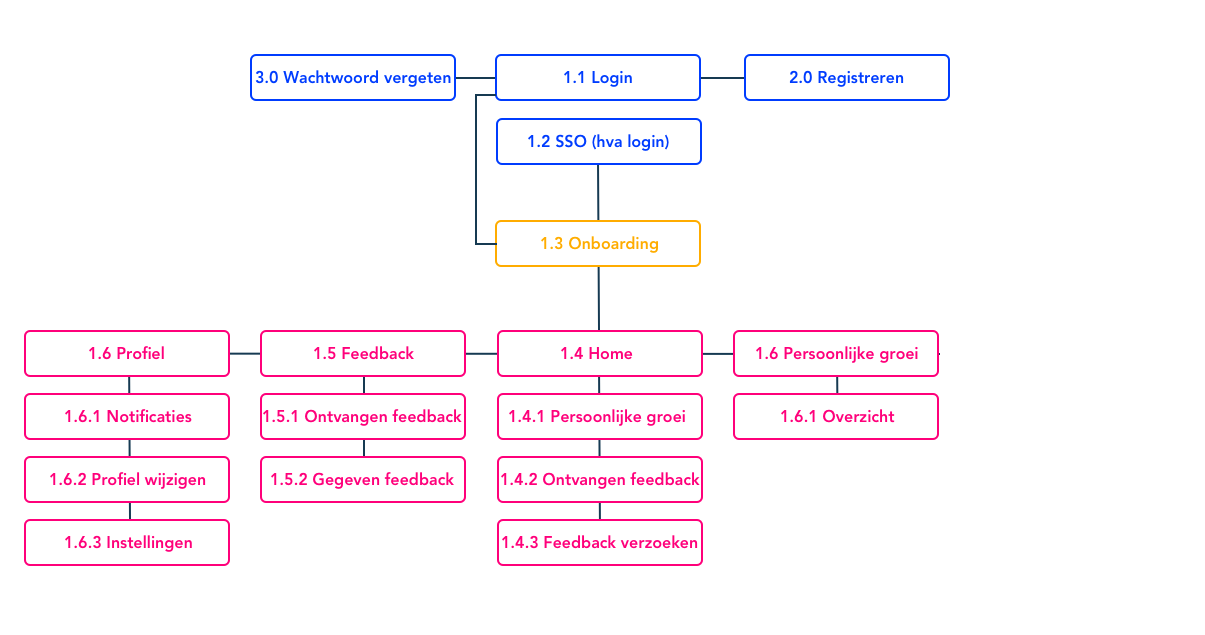 3.0 Wachtwoord vergeten
1.1 Login
2.0 Registreren
1.2 SSO (hva login)
1.3 Onboarding
1.6 Profiel
1.5 Feedback
1.4 Home
1.6 Persoonlijke groei
1.6.1 Notificaties
1.5.1 Ontvangen feedback
1.4.1 Persoonlijke groei
1.6.1 Overzicht
1.6.2 Profiel wijzigen
1.5.2 Gegeven feedback
1.4.2 Ontvangen feedback
1.6.3 Instellingen
1.4.3 Feedback verzoeken